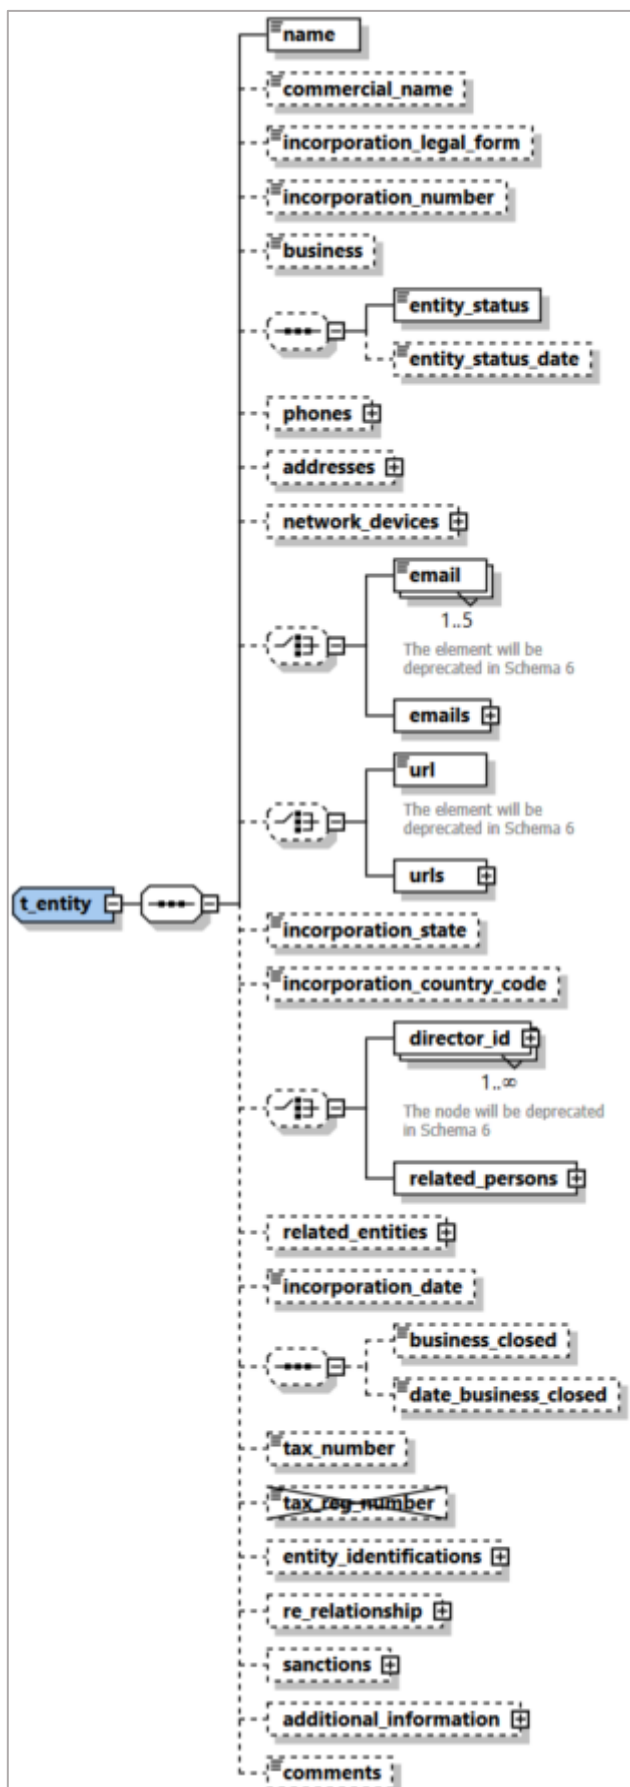 name
commercial_name
incorporation_legal_form
incorporation_number
business
entity_status
entity_status_date
phones
addresses
network_devices
email
1..5
The element will be
deprecated in Schema 6
emails
url
The element will be
deprecated in Schema 6
urls
t_entity
incorporation_state
incorporation_country_code
director_id
1..∞
The node will be deprecated
in Schema 6
related_persons
related_entities
incorporation_date
business_closed
date_business_closed
tax_number
tax_reg_number
entity_identifications
re_relationship
sanctions
additional_information
comments